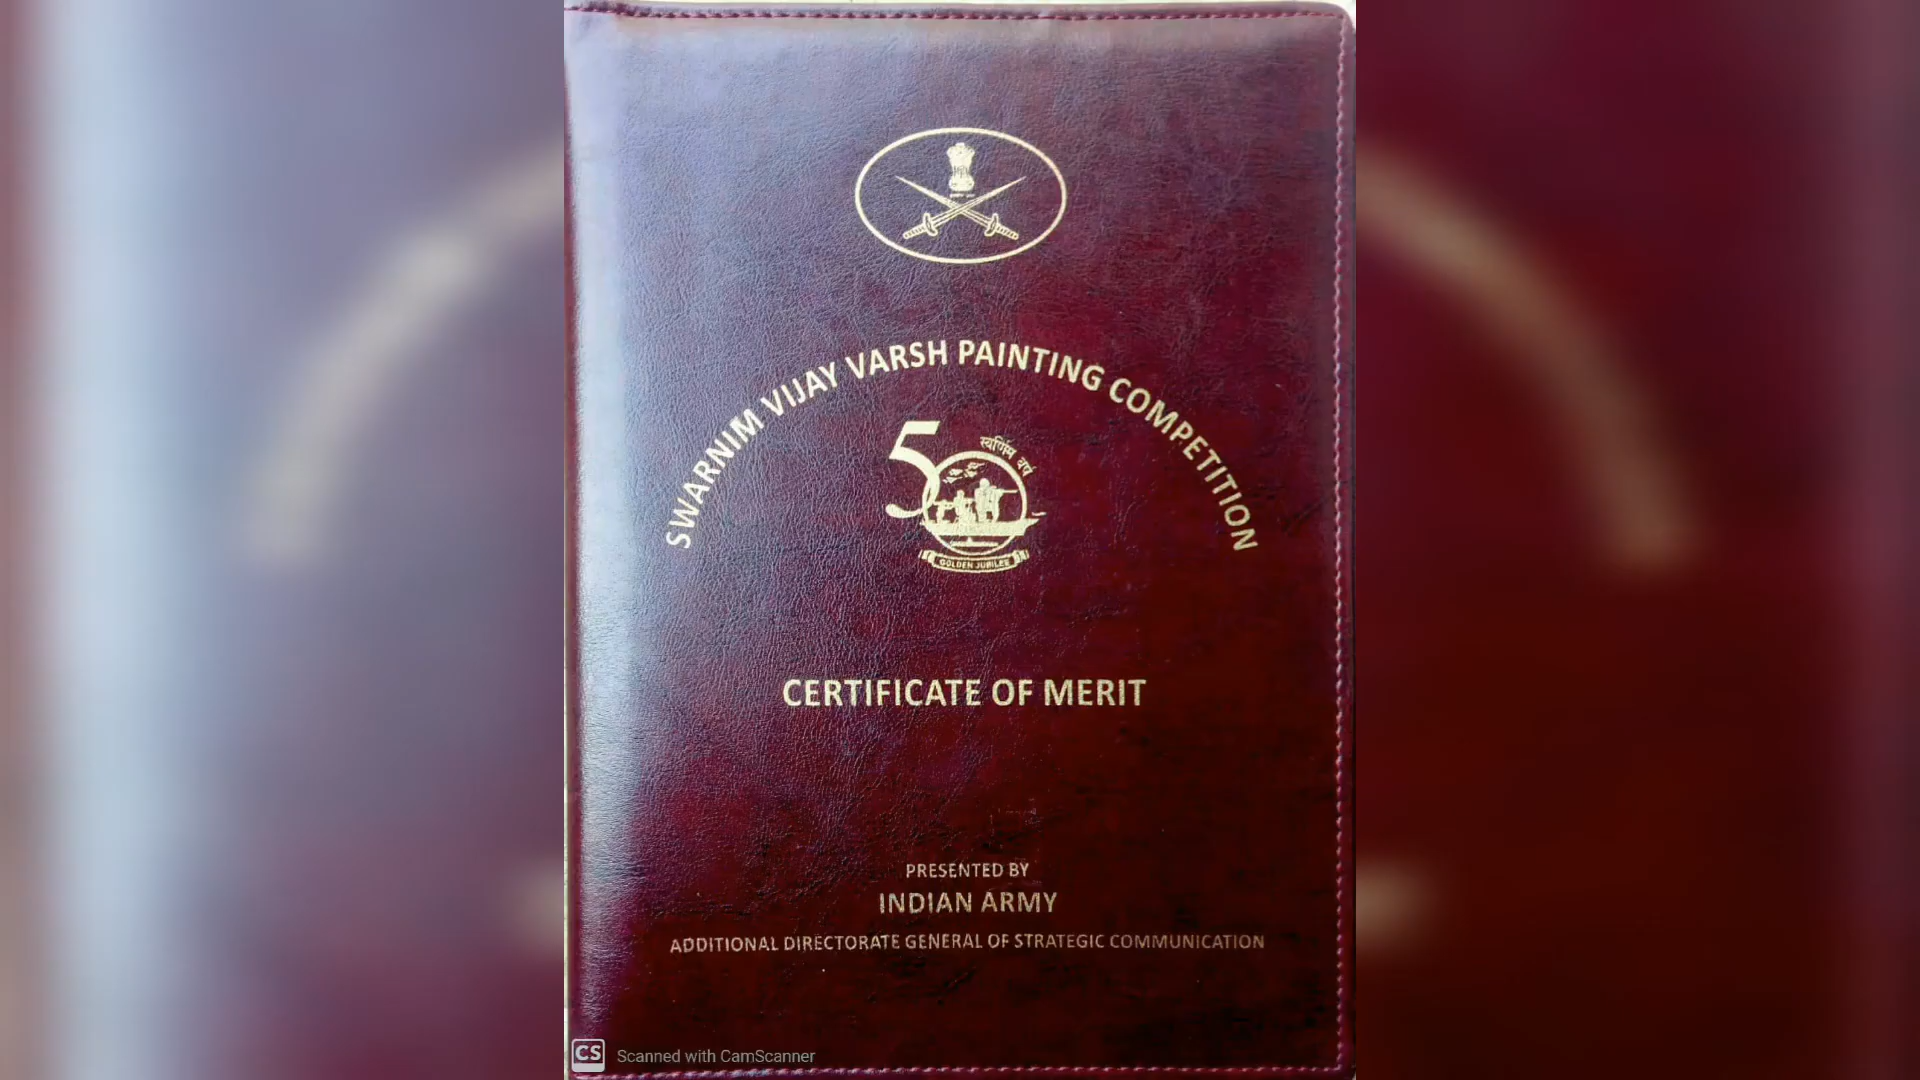 SWARNIM VIJAY VARSH PAINTING COMPETITION
50
स्वर्णिम वर्ष
GOLDEN JUBILEE
CERTIFICATE OF MERIT
PRESENTED BY
INDIAN ARMY
ADDITIONAL DIRECTORATE GENERAL OF STRATEGIC COMMUNICATION
CS Scanned with CamScanner